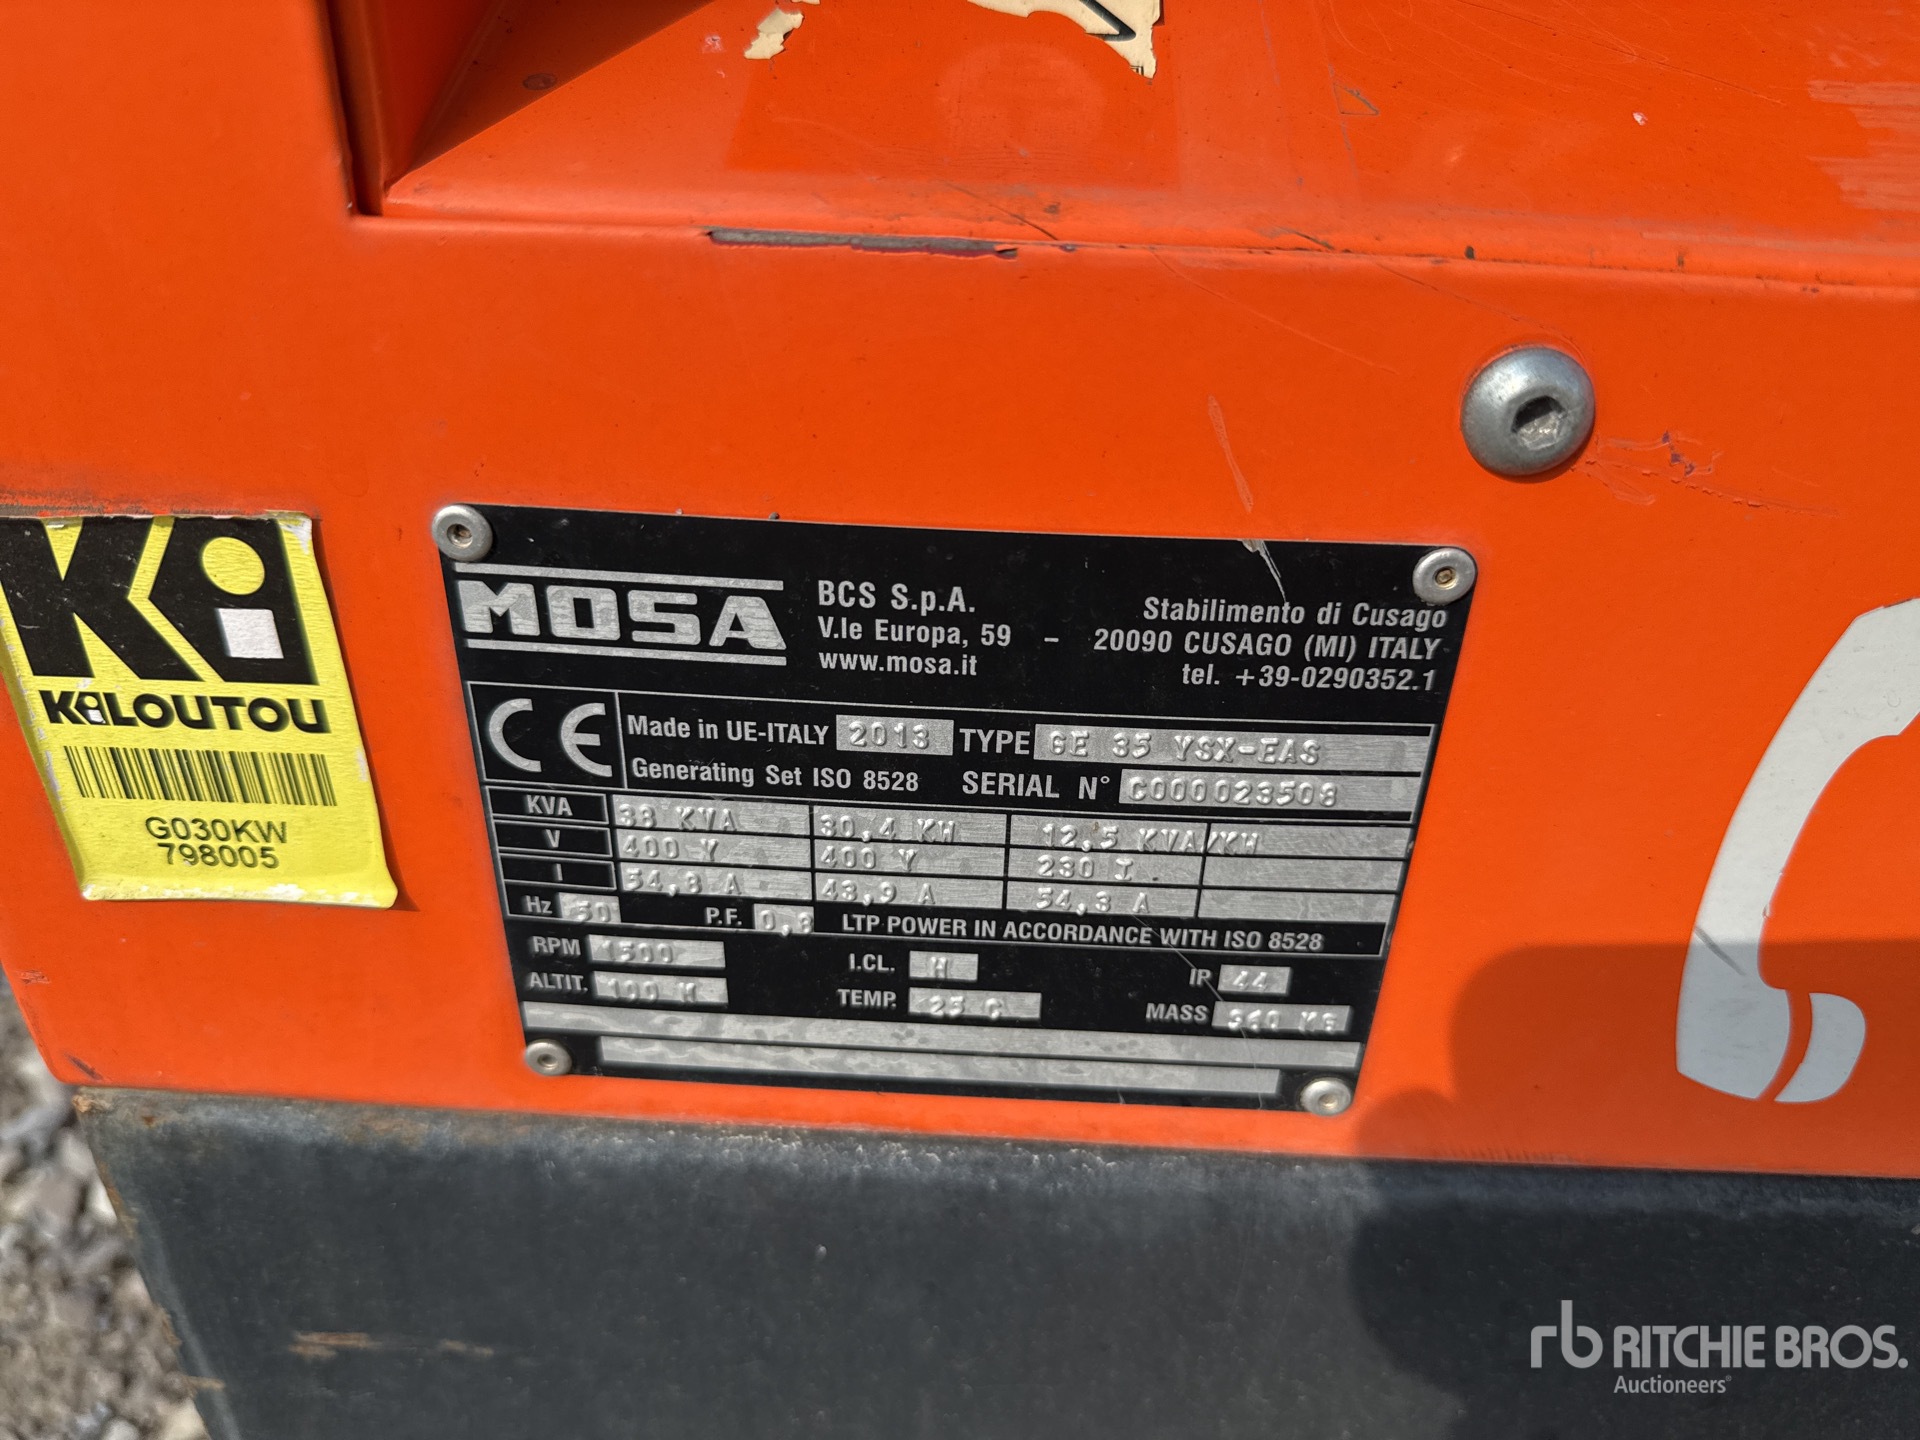 MOSA
BCS S.p.A.
V.le Europa, 59 -
www.mosa.it
Stabilimento di Cusago
20090 CUSAGO (MI) ITALY
tel. +39-0290352.1
CE
Made in UE-ITALY 2013 TYPE GE 35 YSX-EAS
Generating Set ISO 8528 SERIAL N° C000023508
KVA 38 KVA 30,4 KW 12,5 KVA/KW
V 400 Y 400 Y 230 I
I 54,8 A 43,9 A 54,3 A
Hz 50 P.F. 0,8 LTP POWER IN ACCORDANCE WITH ISO 8528
RPM 1500 I.CL. H IP 44
ALTIT. 100 M TEMP. 25 C MASS 960 KG
Ki
KiLOUTOU
G030KW
798005
rb RITCHIE BROS.
Auctioneers